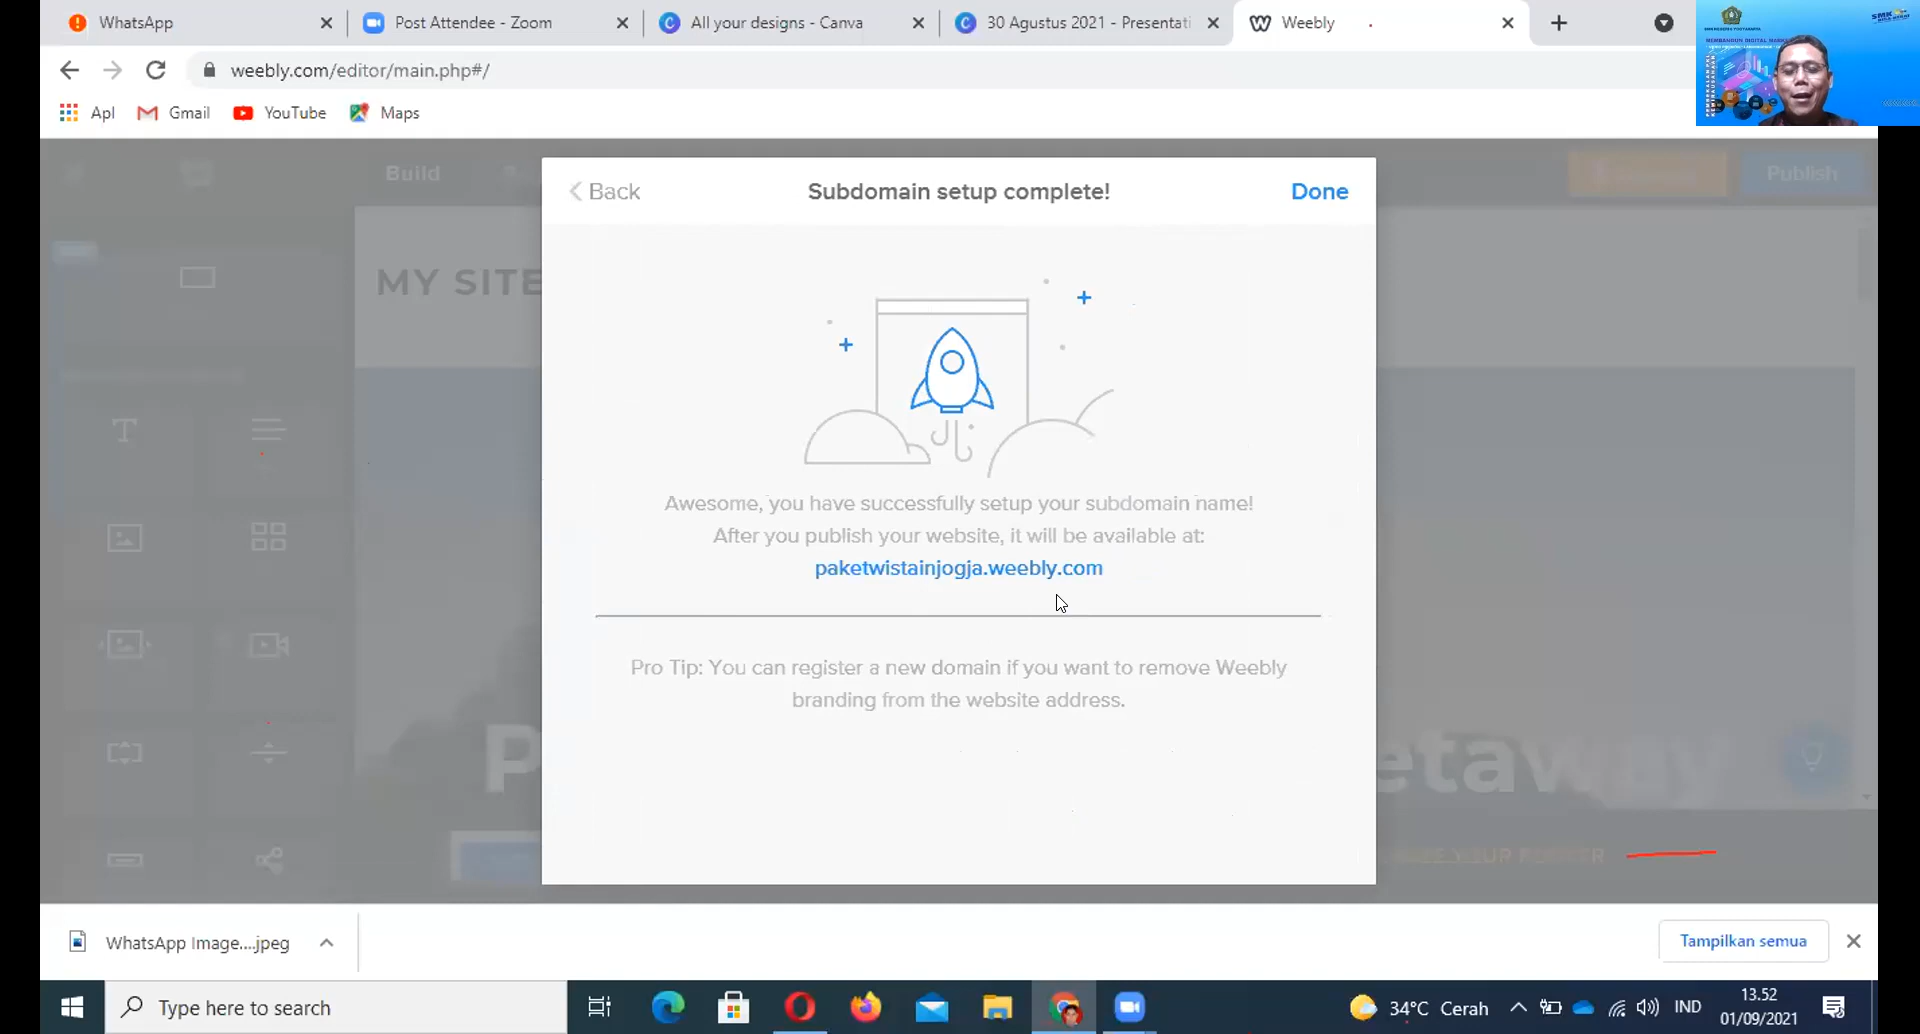 WhatsApp
Post Attendee - Zoom
All your designs - Canva
30 Agustus 2021 - Presentati
Weebly
weebly.com/editor/main.php#/
Apl
Gmail
YouTube
Maps
Build
Publish
Back
Subdomain setup complete!
Done
MY SITE
Awesome, you have successfully setup your subdomain name!
After you publish your website, it will be available at:
paketwistainjogja.weebly.com
Pro Tip: You can register a new domain if you want to remove Weebly
branding from the website address.
P
etaway
WhatsApp Image....jpeg
Tampilkan semua
Type here to search
34°C Cerah
IND
13.52
01/09/2021